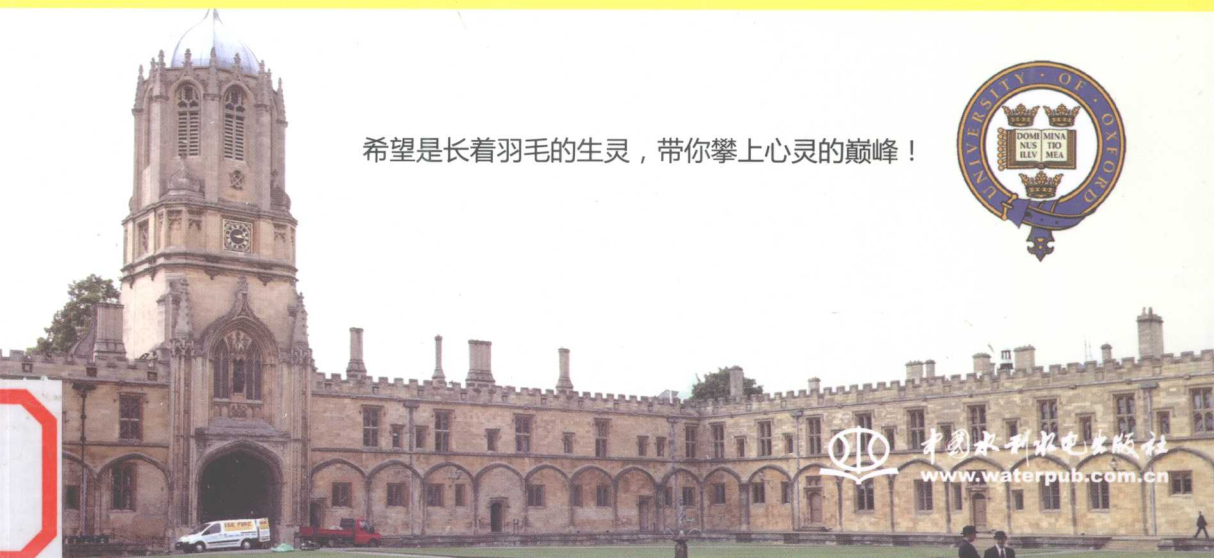 希望是长着羽毛的生灵，带你攀上心灵的巅峰！
UNIVERSITY · OF · OXFORD
DOMI MINA
NUS TIO
ILLV MEA
中国水利水电出版社
www.waterpub.com.cn